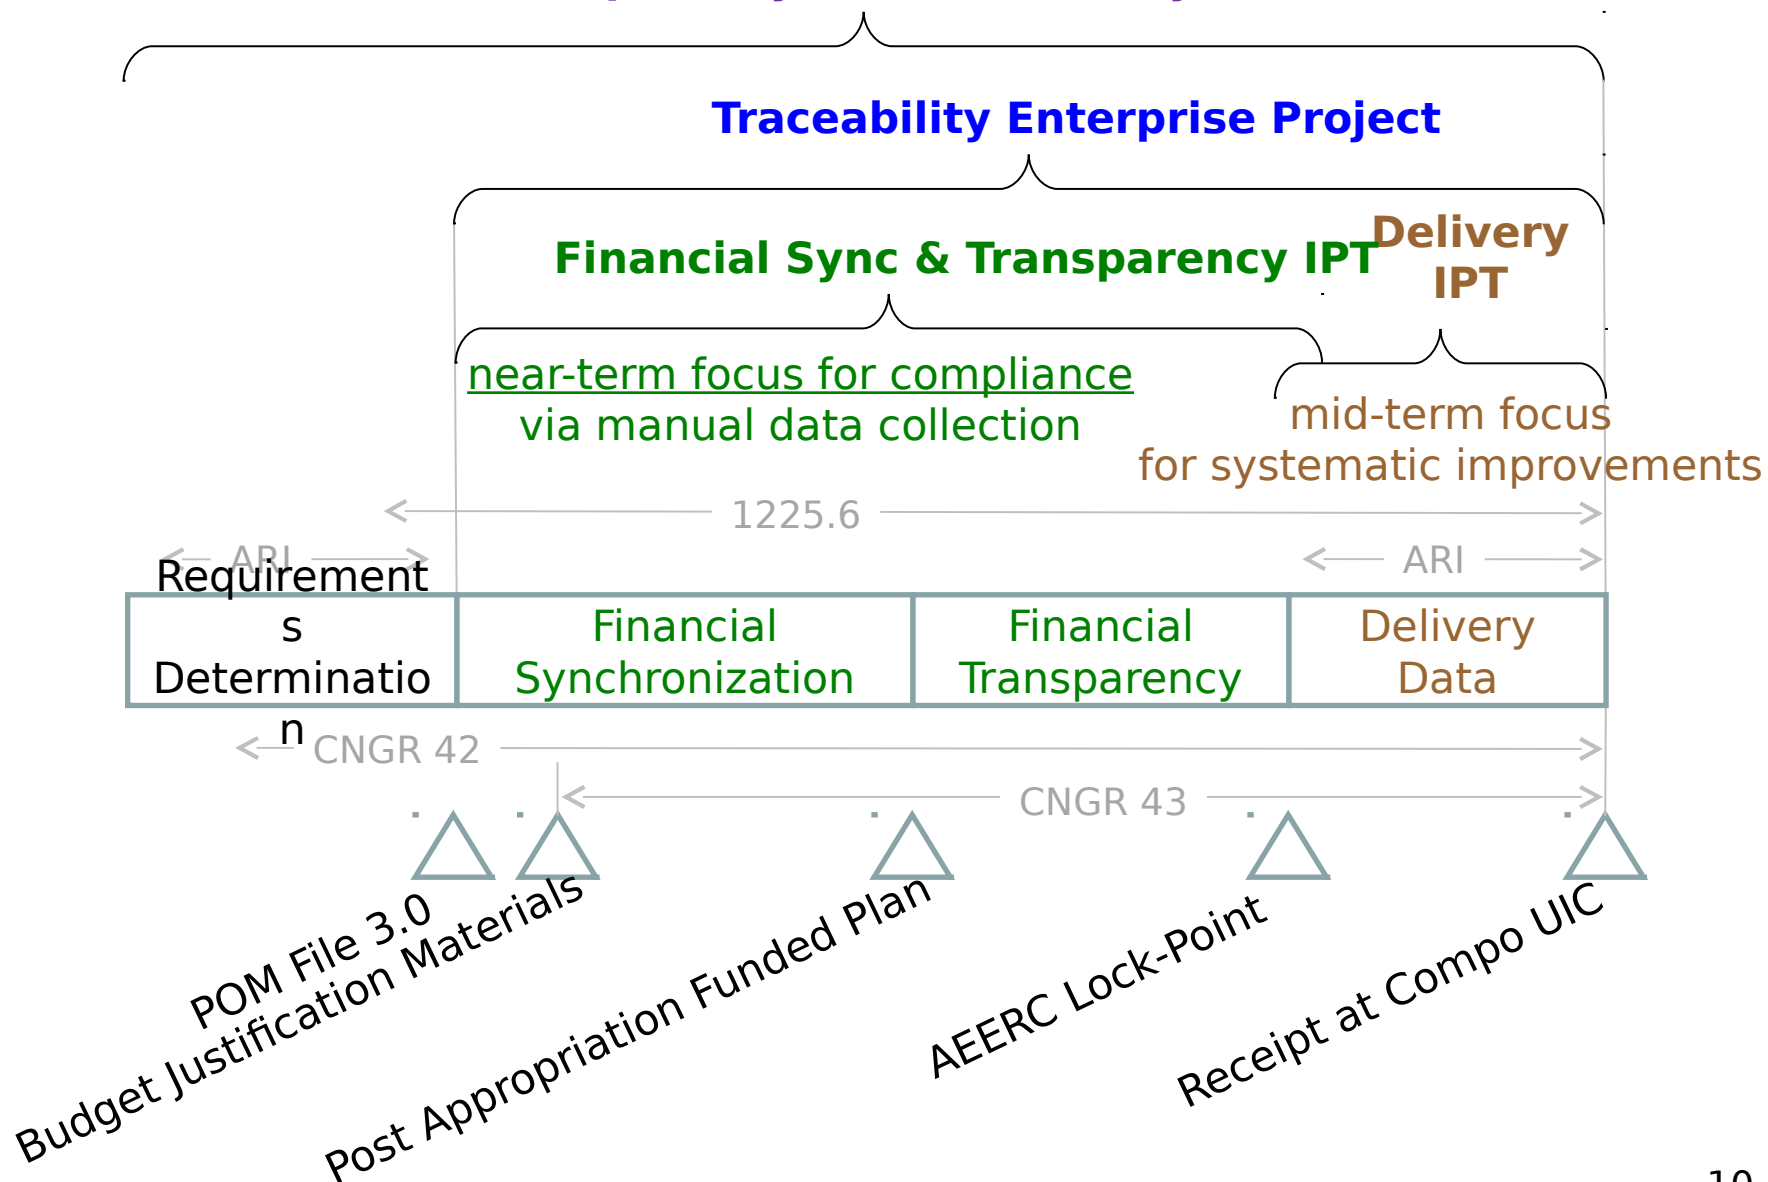 Traceability Enterprise Project
Financial Sync & Transparency IPT
Delivery
IPT
near-term focus for compliance
via manual data collection
mid-term focus
for systematic improvements
1225.6
ARI
ARI
Requirement
s
Determinatio
n
Financial
Synchronization
Financial
Transparency
Delivery
Data
CNGR 42
CNGR 43
POM File 3.0
Budget Justification Materials
Post Appropriation Funded Plan
AEERC Lock-Point
Receipt at Compo UIC
10